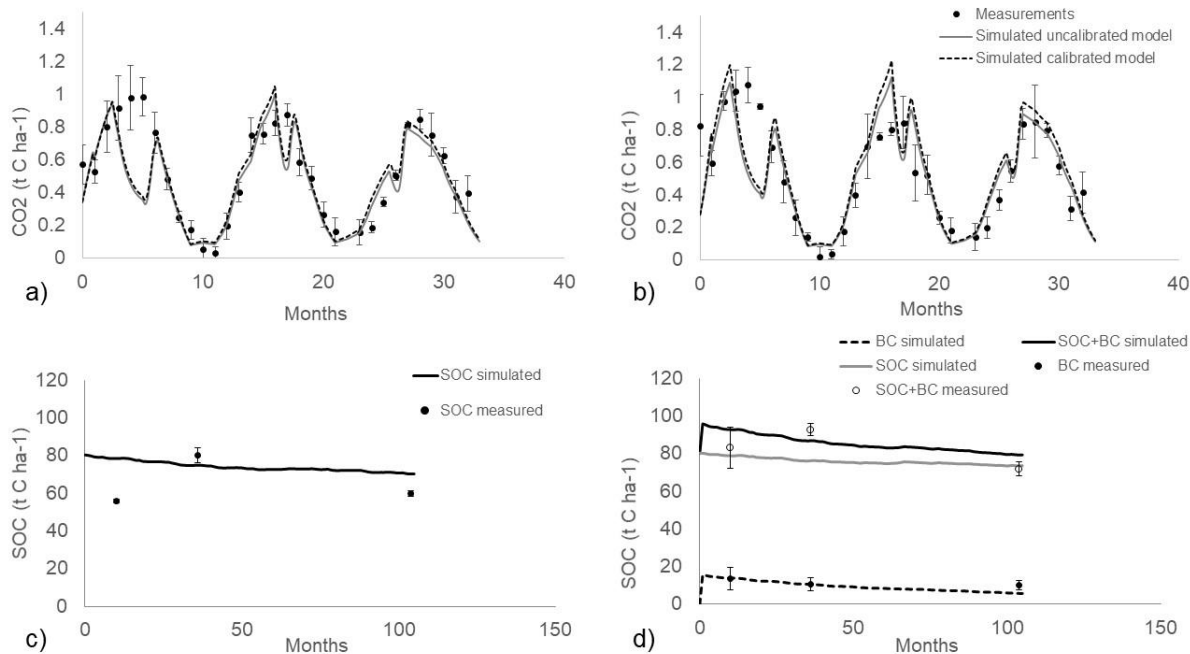 1.4
1.2
1
0.8
0.6
0.4
0.2
0
CO2 (t C ha-1)
0 10 20 30 40
Months
a)
Measurements
Simulated uncalibrated model
Simulated calibrated model
1.4
1.2
1
0.8
0.6
0.4
0.2
0
CO2 (t C ha-1)
0 10 20 30 40
Months
b)
SOC simulated
SOC measured
120
100
80
60
40
20
0
SOC (t C ha-1)
0 50 100 150
Months
c)
BC simulated SOC+BC simulated
SOC simulated BC measured
SOC+BC measured
120
100
80
60
40
20
0
SOC (t C ha-1)
0 50 100 150
Months
d)